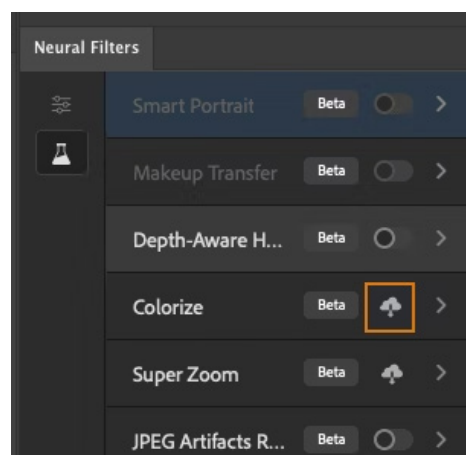 Neural Filters
Smart Portrait Beta
Makeup Transfer Beta
Depth-Aware H... Beta
Colorize Beta
Super Zoom Beta
JPEG Artifacts R... Beta